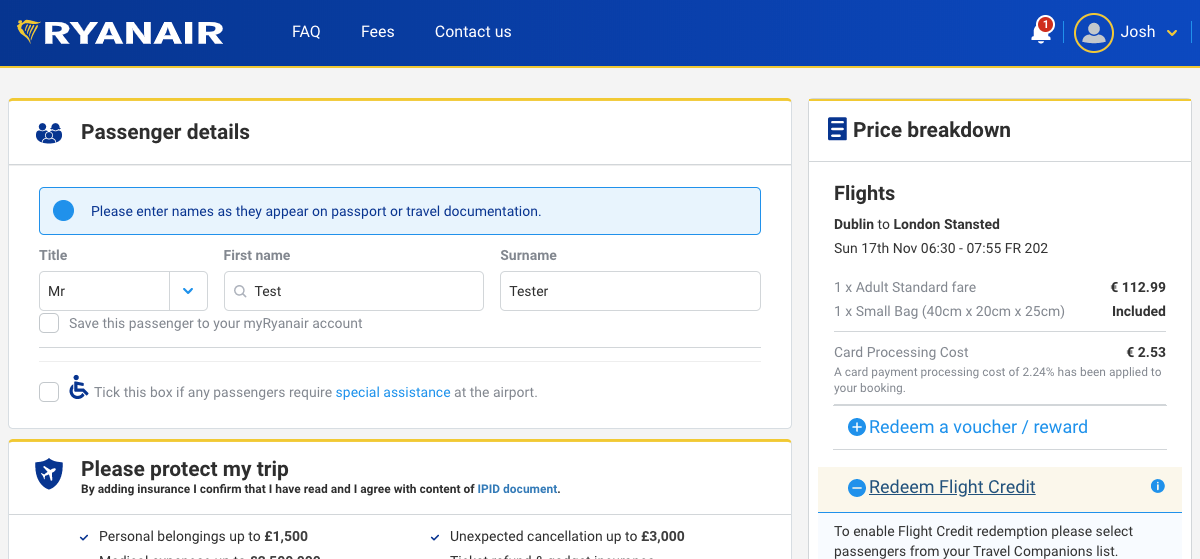 RYANAIR
FAQ
Fees
Contact us
1
Josh
Passenger details
Please enter names as they appear on passport or travel documentation.
Title
First name
Surname
Mr
Test
Tester
Save this passenger to your myRyanair account
Tick this box if any passengers require special assistance at the airport.
Please protect my trip
By adding insurance I confirm that I have read and I agree with content of IPID document.
Personal belongings up to £1,500
Unexpected cancellation up to £3,000
Price breakdown
Flights
Dublin to London Stansted
Sun 17th Nov 06:30 - 07:55 FR 202
1 x Adult Standard fare € 112.99
1 x Small Bag (40cm x 20cm x 25cm) Included
Card Processing Cost € 2.53
A card payment processing cost of 2.24% has been applied to
your booking.
Redeem a voucher / reward
Redeem Flight Credit
To enable Flight Credit redemption please select
passengers from your Travel Companions list.